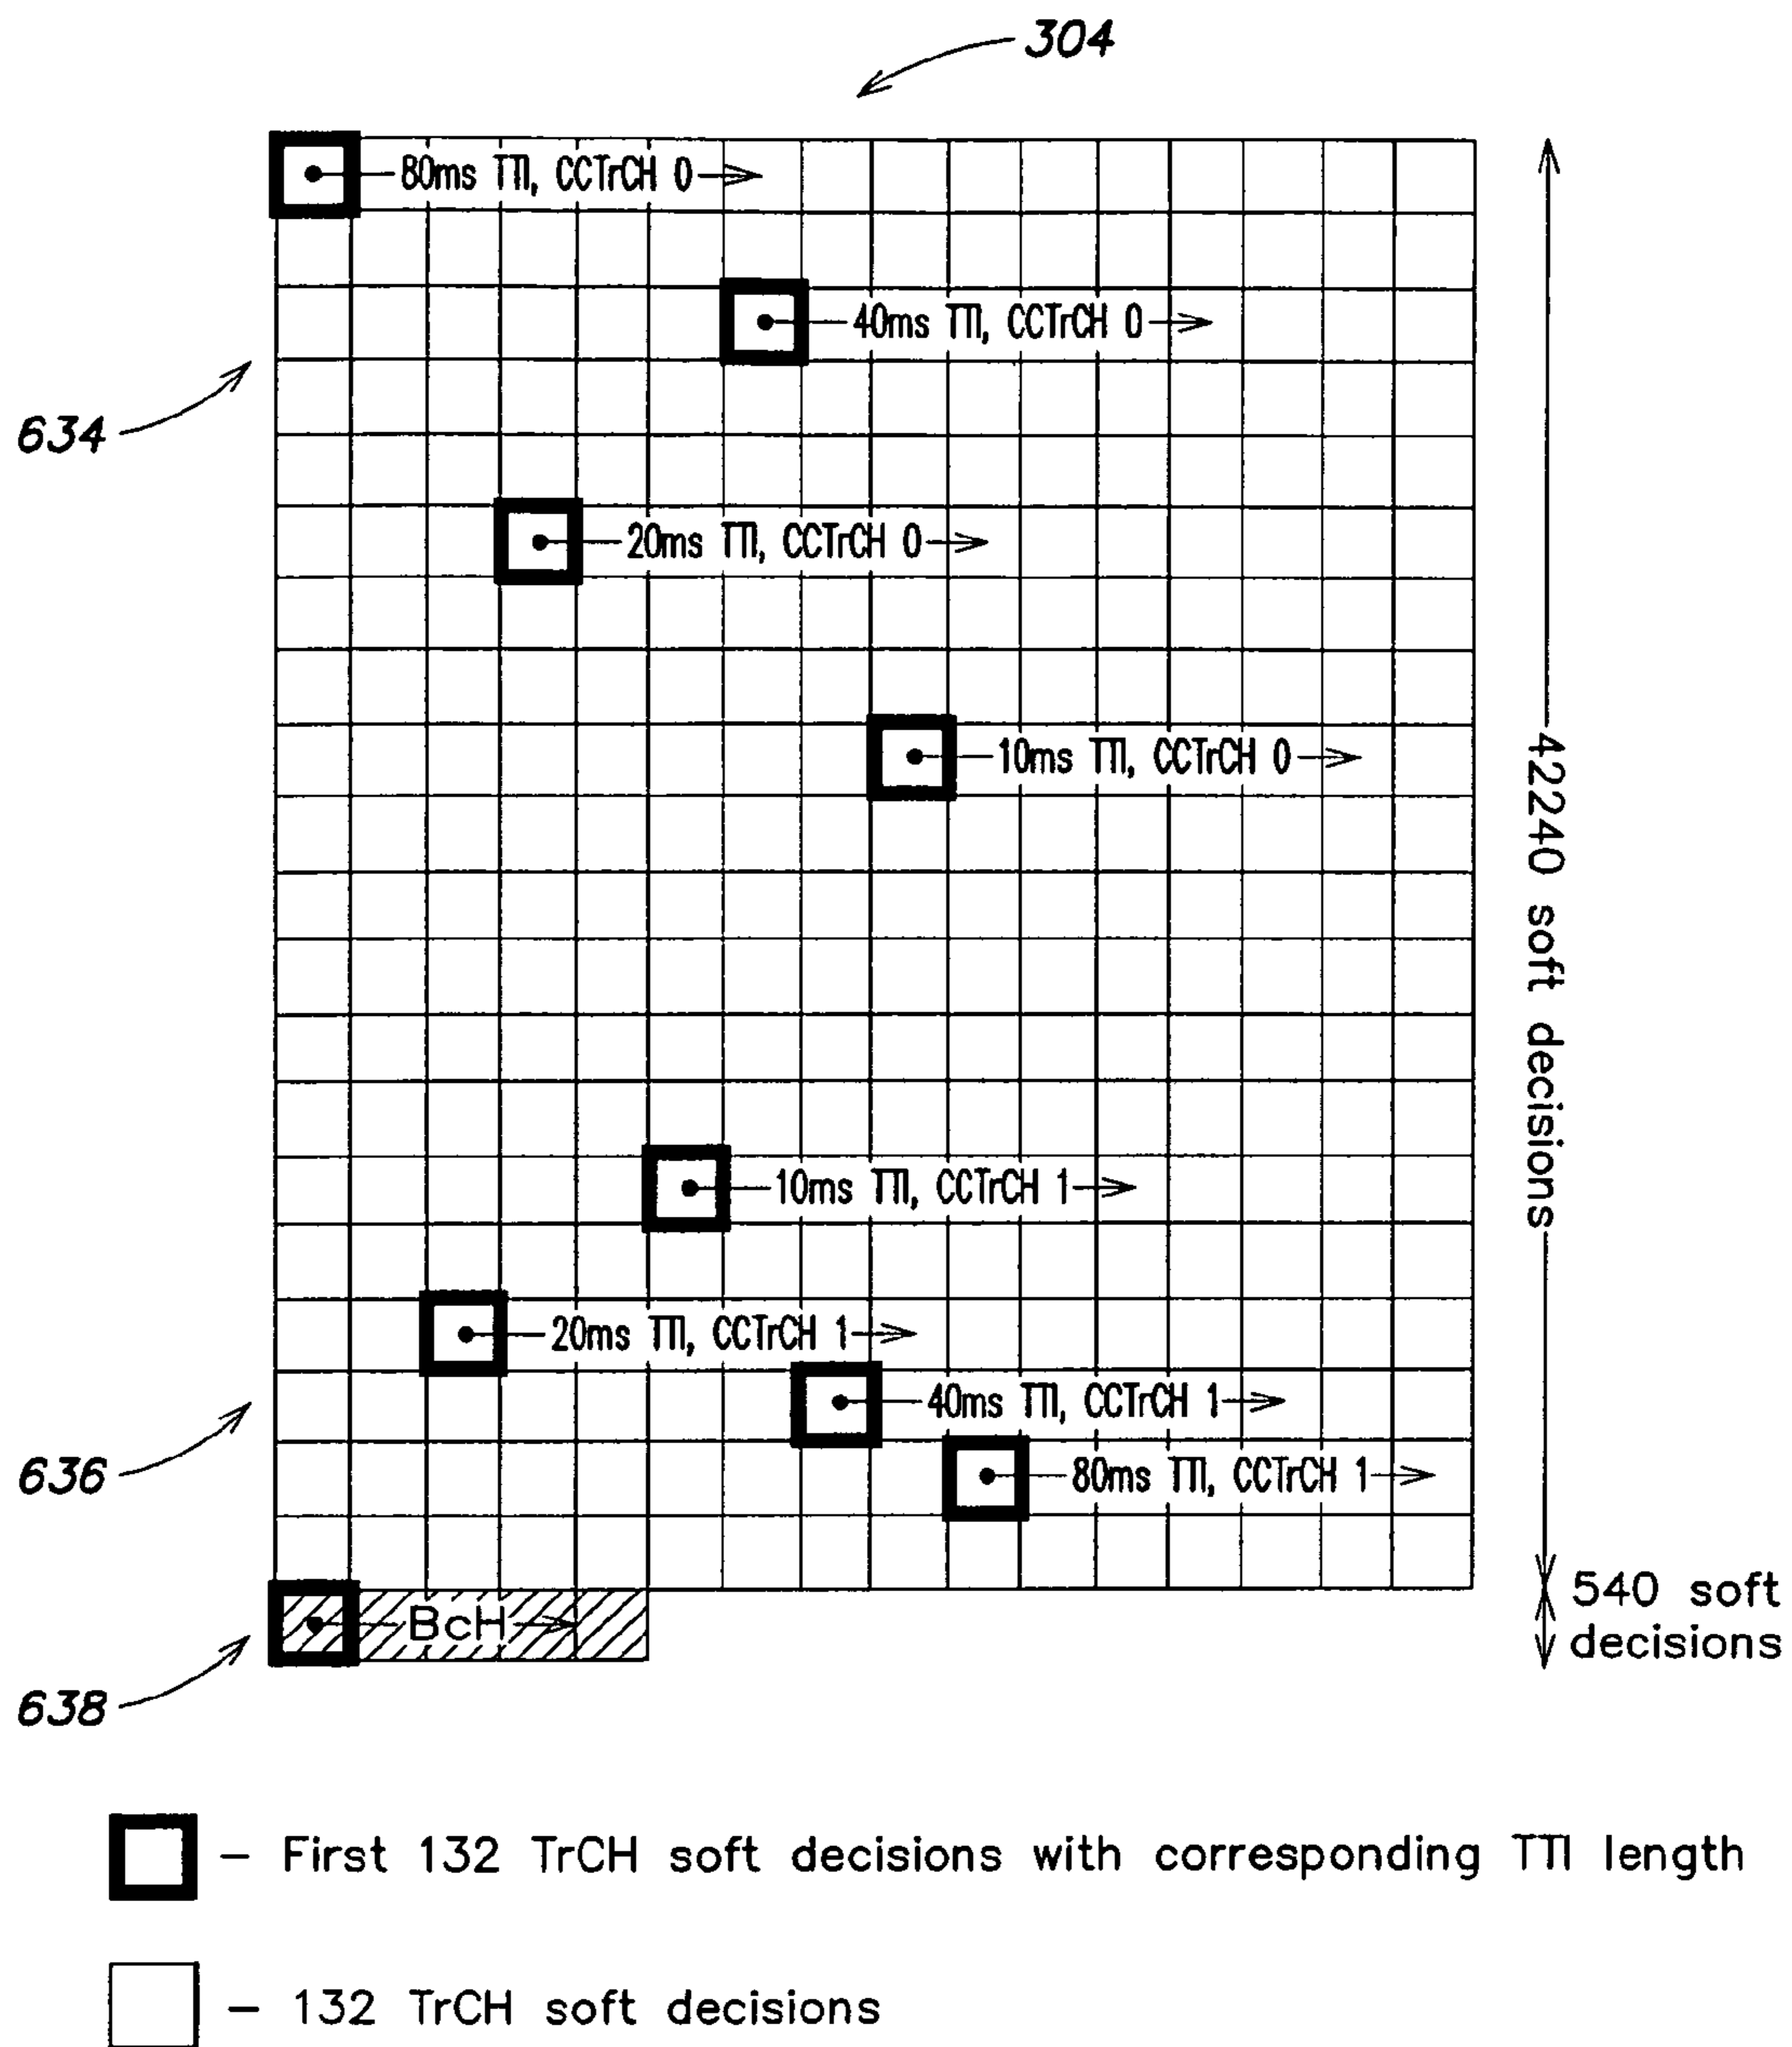 304
80ms TTI, CCTrCH 0
40ms TTI, CCTrCH 0
634
20ms TTI, CCTrCH 0
10ms TTI, CCTrCH 0
42240 soft decisions
10ms TTI, CCTrCH 1
20ms TTI, CCTrCH 1
40ms TTI, CCTrCH 1
636
80ms TTI, CCTrCH 1
540 soft
decisions
BcH
638
– First 132 TrCH soft decisions with corresponding TTI length
– 132 TrCH soft decisions